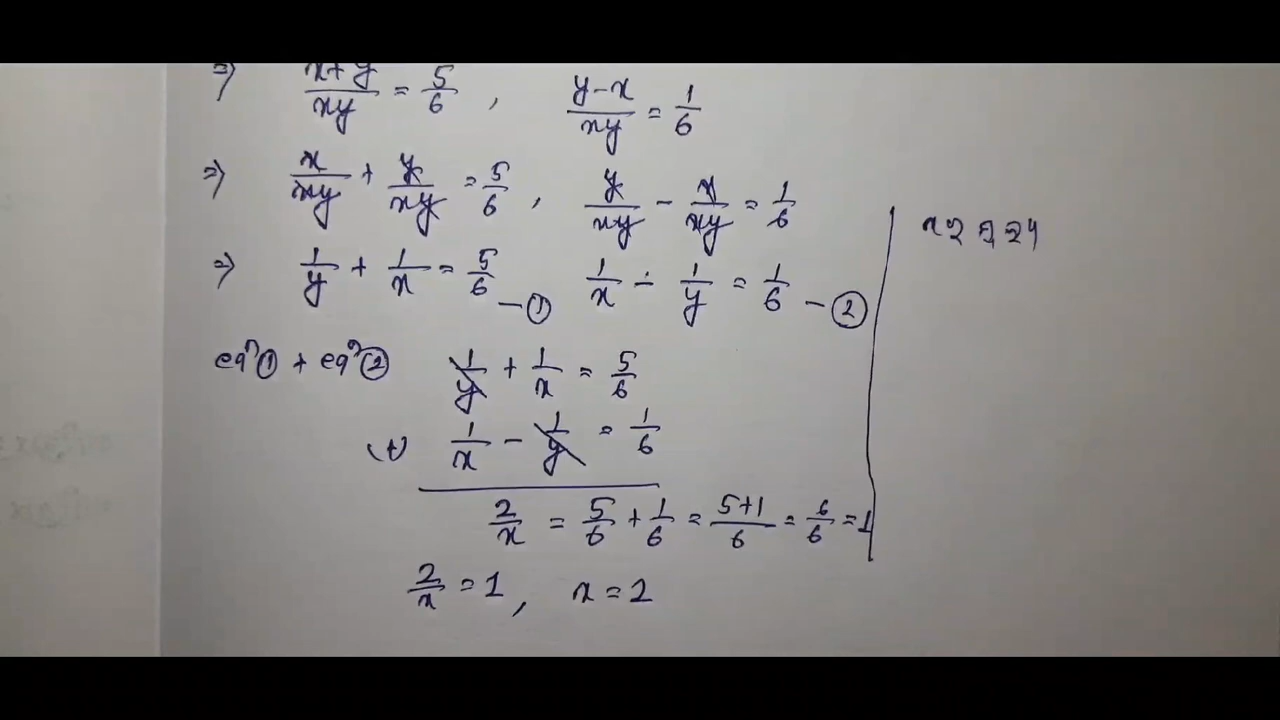 ⇒ x+y/xy = 5/6 , y-x/xy = 1/6
⇒ x/xy + y/xy = 5/6 , y/xy - x/xy = 1/6
⇒ 1/y + 1/x = 5/6 —① 1/x - 1/y = 1/6 —②
eqⁿ① + eqⁿ② 1/y + 1/x = 5/6
(+) 1/x - 1/y = 1/6
2/x = 5/6 + 1/6 = 5+1/6 = 6/6 = 1
2/x = 1 , x = 2